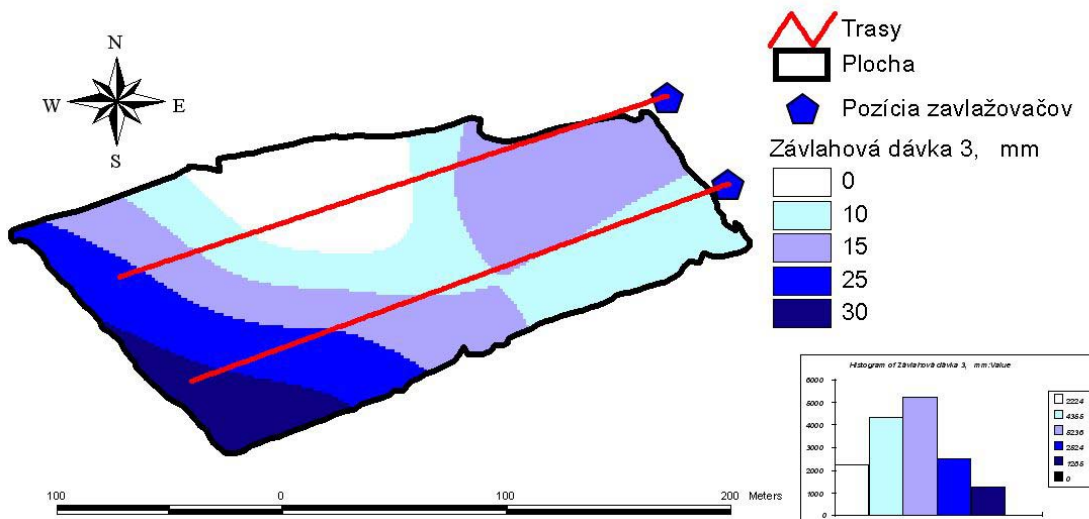 N
W E
S
Trasy
Plocha
Pozícia zavlažovačov
Závlahová dávka 3, mm
0
10
15
25
30
Histogram of Závlahová dávka 3, mm:Value
6000
5000
4000
3000
2000
1000
0
2224
4355
5236
2524
1265
0
100 0 100 200 Meters